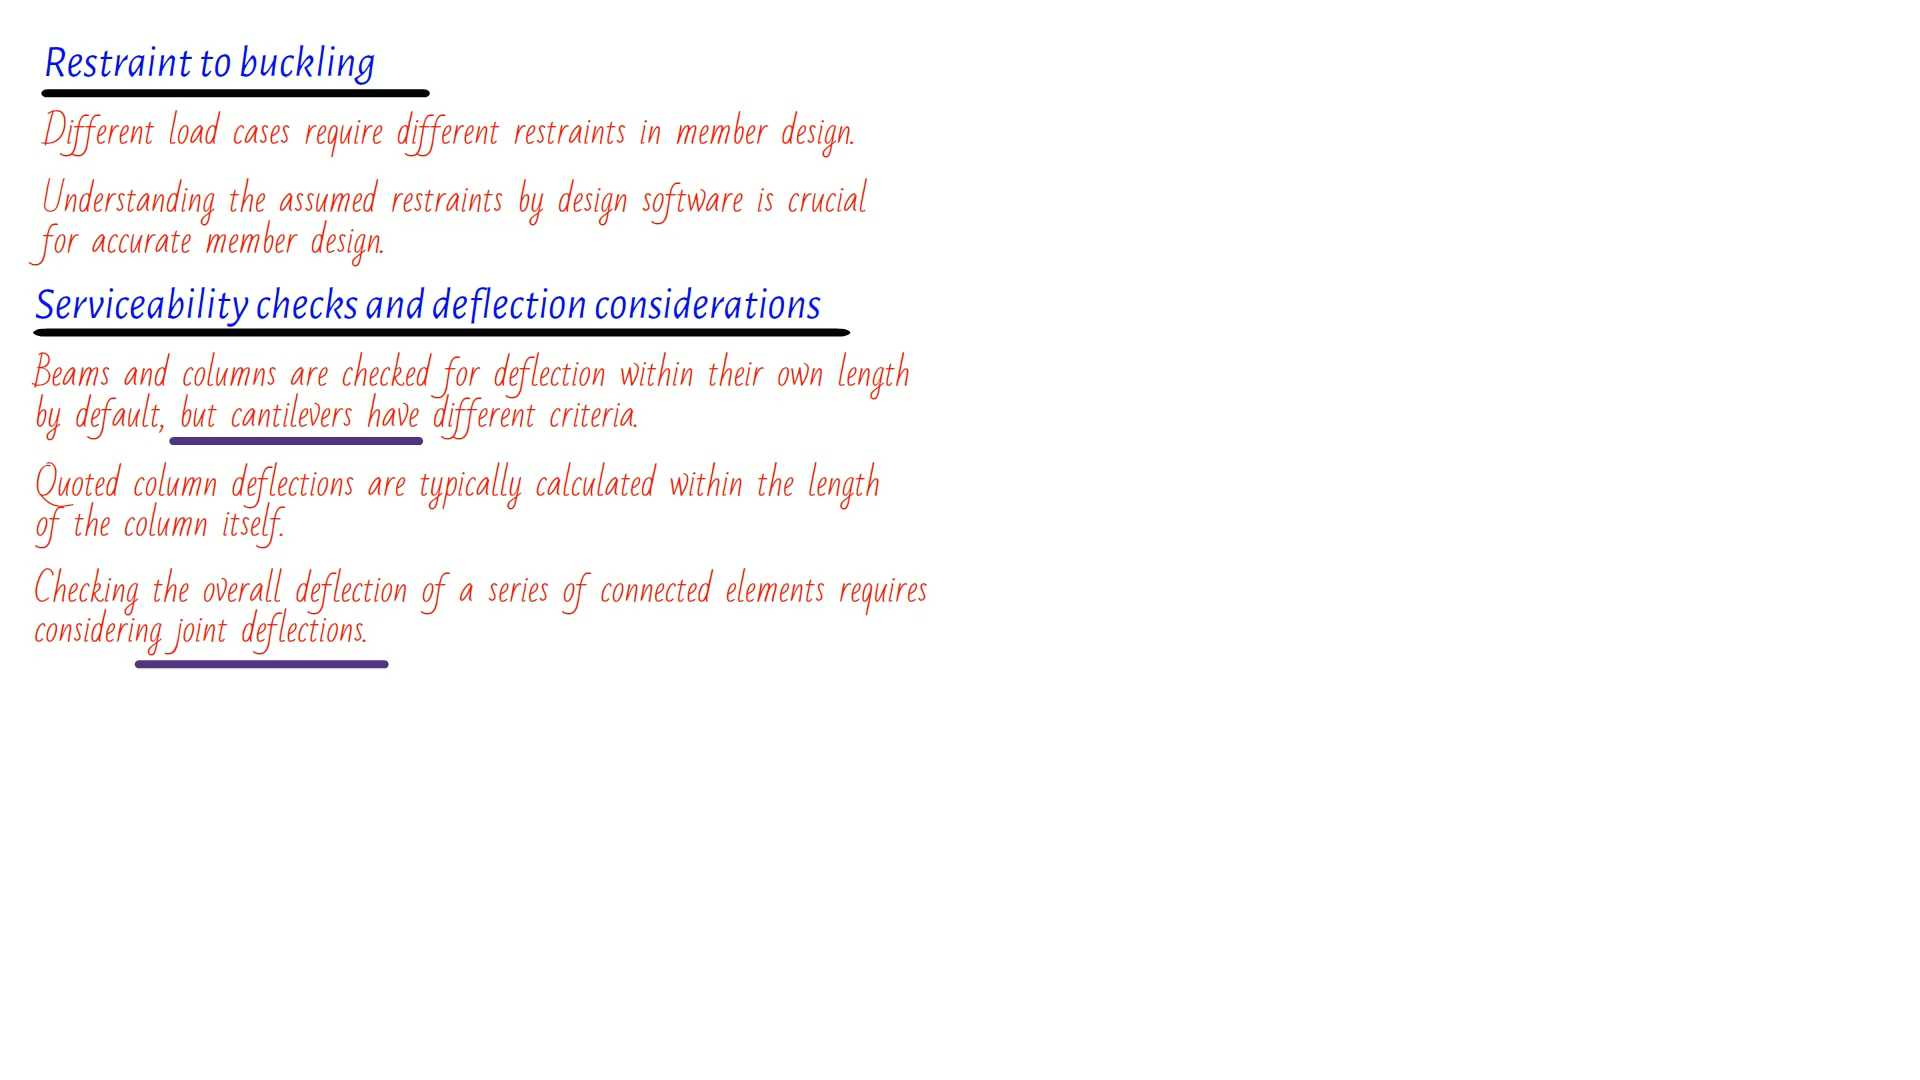 Restraint to buckling
Different load cases require different restraints in member design.
Understanding the assumed restraints by design software is crucial
for accurate member design.
Serviceability checks and deflection considerations
Beams and columns are checked for deflection within their own length
by default, but cantilevers have different criteria.
Quoted column deflections are typically calculated within the length
of the column itself.
Checking the overall deflection of a series of connected elements requires
considering joint deflections.